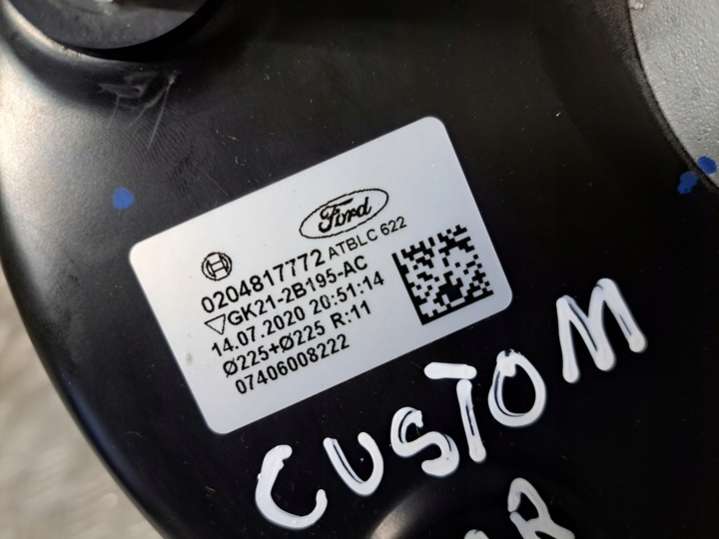 Ford
0204817772 ATBLC 622
GK21-2B195-AC
14.07.2020 20:51:14
Ø225+Ø225 R:11
07406008222
CUSTOM